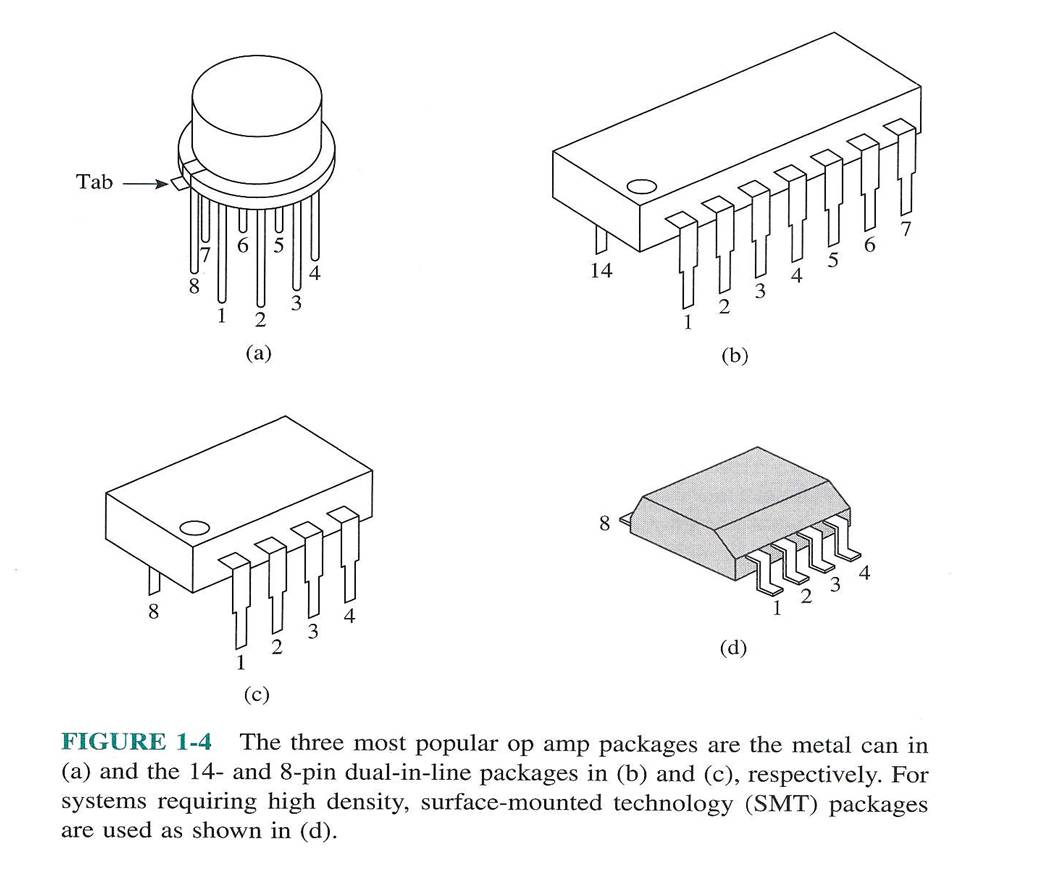 Tab
7
6
5
4
8
3
1
2
(a)
14
7
6
5
4
3
2
1
(b)
8
4
3
2
1
(c)
8
4
3
2
1
(d)
FIGURE 1-4 The three most popular op amp packages are the metal can in
(a) and the 14- and 8-pin dual-in-line packages in (b) and (c), respectively. For
systems requiring high density, surface-mounted technology (SMT) packages
are used as shown in (d).